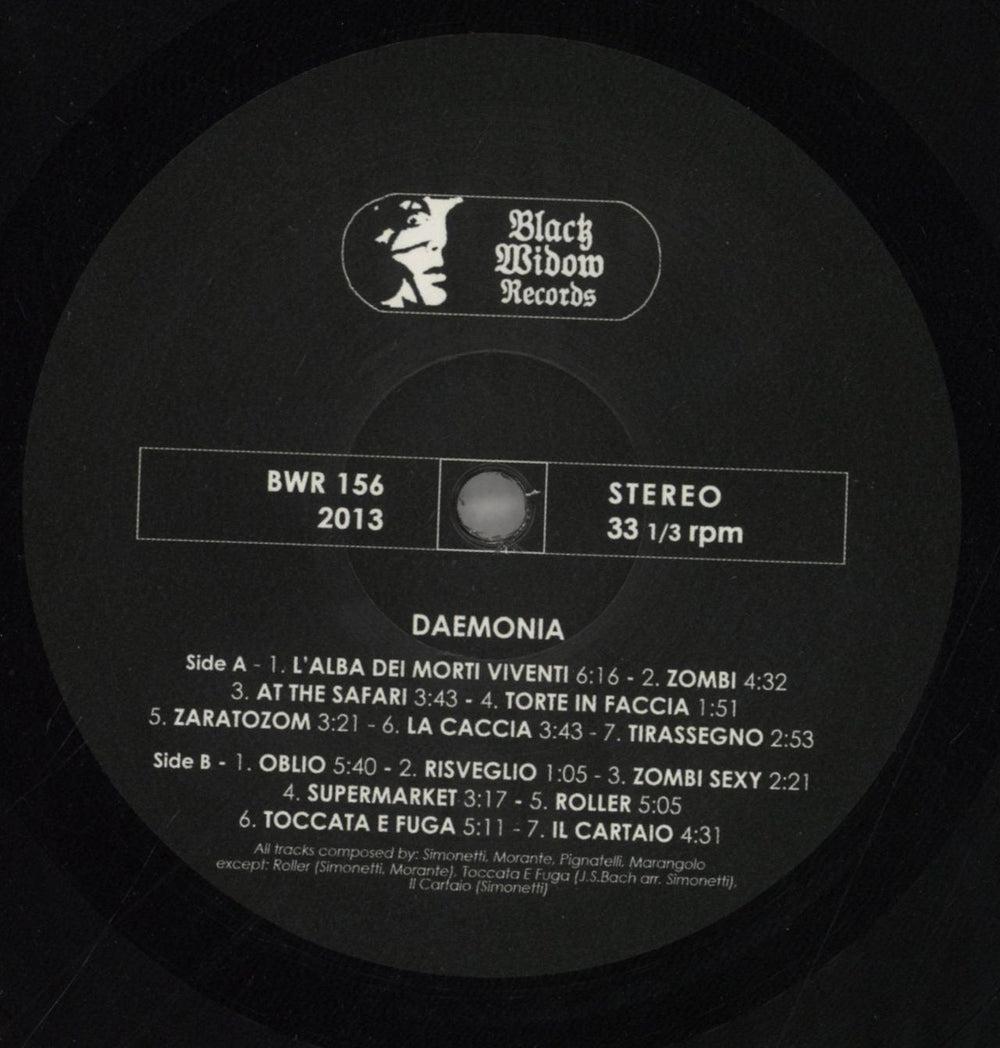 Black
Widow
Records
BWR 156
2013
STEREO
33 1/3 rpm
DAEMONIA
Side A - 1. L'ALBA DEI MORTI VIVENTI 6:16 - 2. ZOMBI 4:32
3. AT THE SAFARI 3:43 - 4. TORTE IN FACCIA 1:51
5. ZARATOZOM 3:21 - 6. LA CACCIA 3:43 - 7. TIRASSEGNO 2:53
Side B - 1. OBLIO 5:40 - 2. RISVEGLIO 1:05 - 3. ZOMBI SEXY 2:21
4. SUPERMARKET 3:17 - 5. ROLLER 5:05
6. TOCCATA E FUGA 5:11 - 7. IL CARTAIO 4:31
All tracks composed by: Simonetti, Morante, Pignatelli, Marangolo
except: Roller (Simonetti, Morante), Toccata E Fuga (J.S.Bach arr. Simonetti),
Il Cartaio (Simonetti)